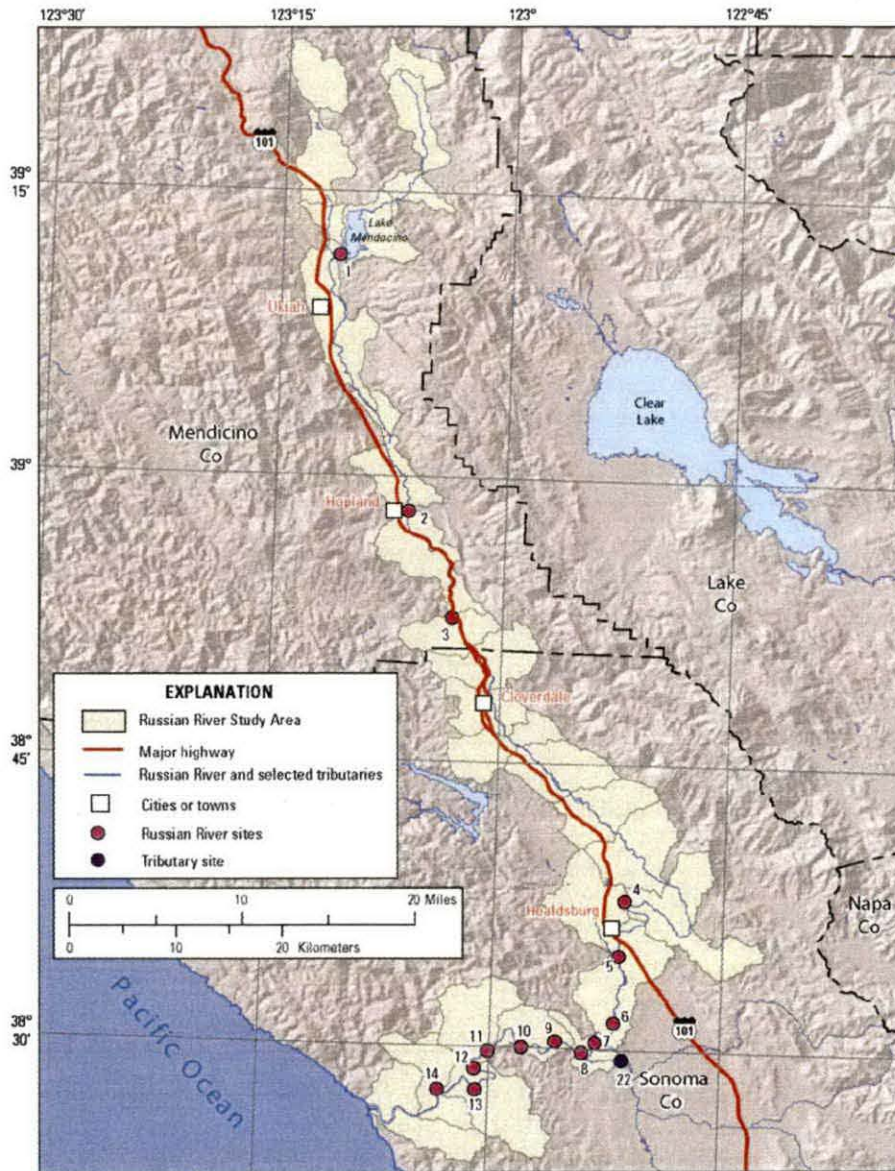 123°30'
123°15'
123°
122°45'
101
39°
15'
Lake
Mendocino
1
Ukiah
Clear
Lake
Mendicino
Co
39°
Hopland
2
Lake
Co
3
EXPLANATION
Russian River Study Area
Major highway
Russian River and selected tributaries
Cities or towns
Russian River sites
Tributary site
Cloverdale
38°
45'
0 10 20 Miles
0 10 20 Kilometers
4
Healdsburg
Napa
Co
5
Pacific Ocean
38°
30'
6
101
11
10
9
7
12
8
22
Sonoma
Co
14
13